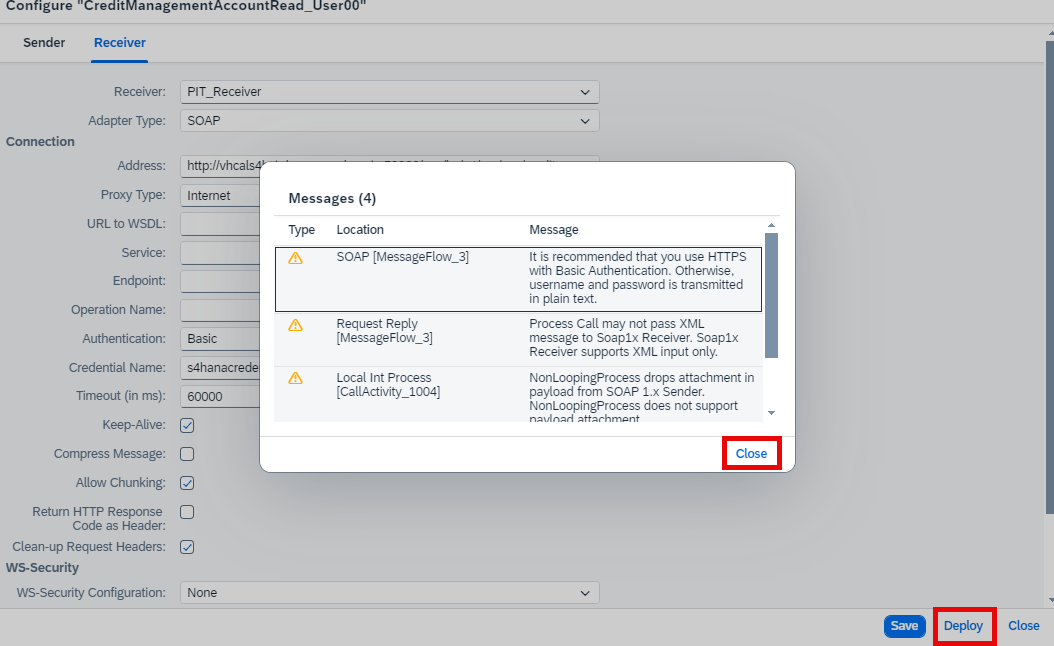 Configure "CreditManagementAccountRead_User00"
Sender Receiver
Receiver: PIT_Receiver
Adapter Type: SOAP
Connection
Address: http://vhcals4
Proxy Type: Internet
URL to WSDL:
Service:
Endpoint:
Operation Name:
Authentication: Basic
Credential Name: s4hanacrede
Timeout (in ms): 60000
Keep-Alive:
Compress Message:
Allow Chunking:
Return HTTP Response
Code as Header:
Clean-up Request Headers:
WS-Security
WS-Security Configuration: None
Messages (4)
Type Location Message
SOAP [MessageFlow_3] It is recommended that you use HTTPS
with Basic Authentication. Otherwise,
username and password is transmitted
in plain text.
Request Reply Process Call may not pass XML
[MessageFlow_3] message to Soap1x Receiver. Soap1x
Receiver supports XML input only.
Local Int Process NonLoopingProcess drops attachment in
[CallActivity_1004] payload from SOAP 1.x Sender.
NonLoopingProcess does not support
payload attachment
Close
Save Deploy Close